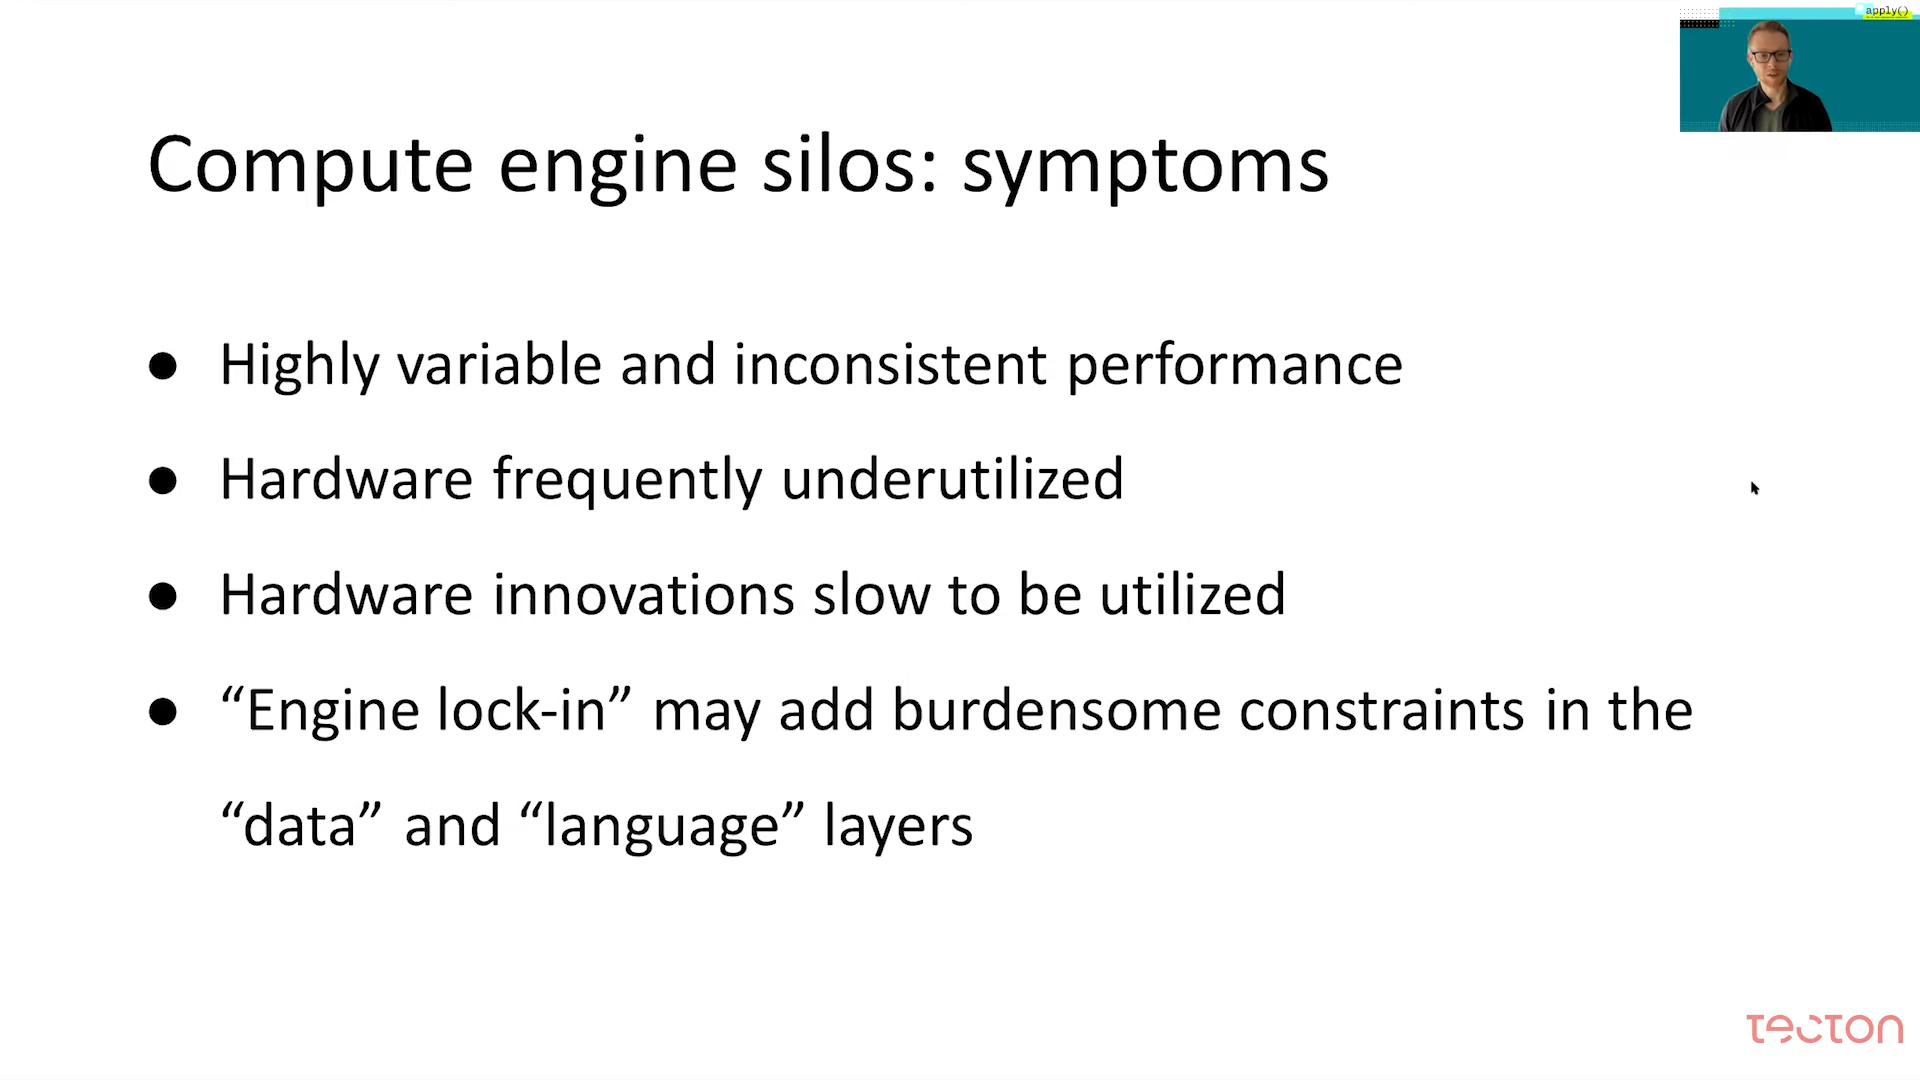 apply()
Compute engine silos: symptoms
● Highly variable and inconsistent performance
● Hardware frequently underutilized
● Hardware innovations slow to be utilized
● “Engine lock-in” may add burdensome constraints in the
“data” and “language” layers
tecton